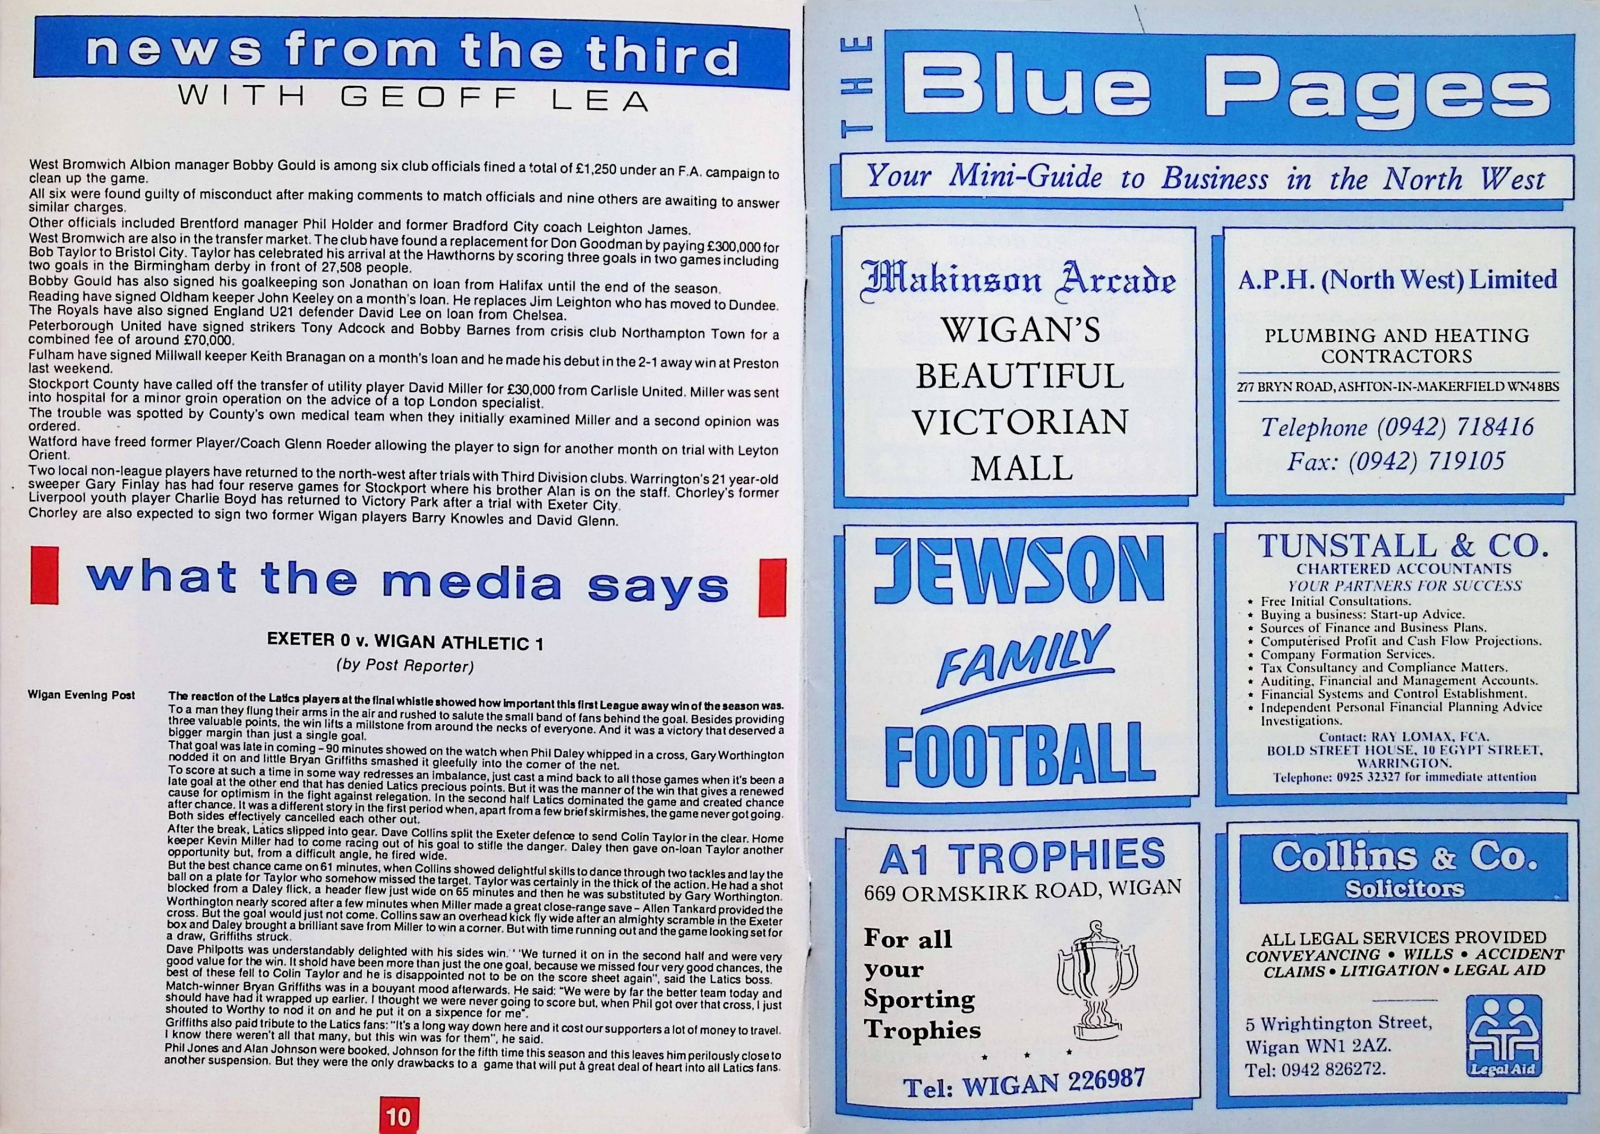 news from the third
WITH GEOFF LEA
West Bromwich Albion manager Bobby Gould is among six club officials fined a total of £1,250 under an F.A. campaign to
clean up the game.
All six were found guilty of misconduct after making comments to match officials and nine others are awaiting to answer
similar charges.
Other officials included Brentford manager Phil Holder and former Bradford City coach Leighton James.
West Bromwich are also in the transfer market. The club have found a replacement for Don Goodman by paying £300,000 for
Bob Taylor to Bristol City. Taylor has celebrated his arrival at the Hawthorns by scoring three goals in two games including
two goals in the Birmingham derby in front of 27,508 people.
Bobby Gould has also signed his goalkeeping son Jonathan on loan from Halifax until the end of the season.
Reading have signed Oldham keeper John Keeley on a month's loan. He replaces Jim Leighton who has moved to Dundee.
The Royals have also signed England U21 defender David Lee on loan from Chelsea.
Peterborough United have signed strikers Tony Adcock and Bobby Barnes from crisis club Northampton Town for a
combined fee of around £70,000.
Fulham have signed Millwall keeper Keith Branagan on a month's loan and he made his debut in the 2-1 away win at Preston
last weekend.
Stockport County have called off the transfer of utility player David Miller for £30,000 from Carlisle United. Miller was sent
into hospital for a minor groin operation on the advice of a top London specialist.
The trouble was spotted by County's own medical team when they initially examined Miller and a second opinion was
ordered.
Watford have freed former Player/Coach Glenn Roeder allowing the player to sign for another month on trial with Leyton
Orient.
Two local non-league players have returned to the north-west after trials with Third Division clubs. Warrington's 21 year-old
sweeper Gary Finlay has had four reserve games for Stockport where his brother Alan is on the staff. Chorley's former
Liverpool youth player Charlie Boyd has returned to Victory Park after a trial with Exeter City.
Chorley are also expected to sign two former Wigan players Barry Knowles and David Glenn.
what the media says
EXETER 0 v. WIGAN ATHLETIC 1
(by Post Reporter)
Wigan Evening Post
The reaction of the Latics players at the final whistle showed how important this first League away win of the season was.
To a man they flung their arms in the air and rushed to salute the small band of fans behind the goal. Besides providing
three valuable points, the win lifts a millstone from around the necks of everyone. And it was a victory that deserved a
bigger margin than just a single goal.
That goal was late in coming – 90 minutes showed on the watch when Phil Daley whipped in a cross, Gary Worthington
nodded it on and little Bryan Griffiths smashed it gleefully into the corner of the net.
To score at such a time in some way redresses an imbalance, just cast a mind back to all those games when it's been a
late goal at the other end that has denied Latics precious points. But it was the manner of the win that gives a renewed
cause for optimism in the fight against relegation. In the second half Latics dominated the game and created chance
after chance. It was a different story in the first period when, apart from a few brief skirmishes, the game never got going.
Both sides effectively cancelled each other out.
After the break, Latics slipped into gear. Dave Collins split the Exeter defence to send Colin Taylor in the clear. Home
keeper Kevin Miller had to come racing out of his goal to stifle the danger. Daley then gave on-loan Taylor another
opportunity but, from a difficult angle, he fired wide.
But the best chance came on 61 minutes, when Collins showed delightful skills to dance through two tackles and lay the
ball on a plate for Taylor who somehow missed the target. Taylor was certainly in the thick of the action. He had a shot
blocked from a Daley flick, a header flew just wide on 65 minutes and then he was substituted by Gary Worthington.
Worthington nearly scored after a few minutes when Miller made a great close-range save – Allen Tankard provided the
cross. But the goal would just not come. Collins saw an overhead kick fly wide after an almighty scramble in the Exeter
box and Daley brought a brilliant save from Miller to win a corner. But with time running out and the game looking set for
a draw, Griffiths struck.
Dave Philpotts was understandably delighted with his sides win. ''We turned it on in the second half and were very
good value for the win. It shold have been more than just the one goal, because we missed four very good chances, the
best of these fell to Colin Taylor and he is disappointed not to be on the score sheet again", said the Latics boss.
Match-winner Bryan Griffiths was in a bouyant mood afterwards. He said: "We were by far the better team today and
should have had it wrapped up earlier. I thought we were never going to score but, when Phil got over that cross, I just
shouted to Worthy to nod it on and he put it on a sixpence for me".
Griffiths also paid tribute to the Latics fans: "It's a long way down here and it cost our supporters a lot of money to travel.
I know there weren't all that many, but this win was for them", he said.
Phil Jones and Alan Johnson were booked, Johnson for the fifth time this season and this leaves him perilously close to
another suspension. But they were the only drawbacks to a game that will put a great deal of heart into all Latics fans.
10
THE
Blue Pages
Your Mini-Guide to Business in the North West
Makinson Arcade
WIGAN'S
BEAUTIFUL
VICTORIAN
MALL
A.P.H. (North West) Limited
PLUMBING AND HEATING
CONTRACTORS
277 BRYN ROAD, ASHTON-IN-MAKERFIELD WN4 8BS
Telephone (0942) 718416
Fax: (0942) 719105
JEWSON
FAMILY
FOOTBALL
TUNSTALL & CO.
CHARTERED ACCOUNTANTS
YOUR PARTNERS FOR SUCCESS
* Free Initial Consultations.
* Buying a business: Start-up Advice.
* Sources of Finance and Business Plans.
* Computerised Profit and Cash Flow Projections.
* Company Formation Services.
* Tax Consultancy and Compliance Matters.
* Auditing, Financial and Management Accounts.
* Financial Systems and Control Establishment.
* Independent Personal Financial Planning Advice
Investigations.
Contact: RAY LOMAX, FCA.
BOLD STREET HOUSE, 10 EGYPT STREET,
WARRINGTON.
Telephone: 0925 32327 for immediate attention
A1 TROPHIES
669 ORMSKIRK ROAD, WIGAN
For all
your
Sporting
Trophies
* * *
Tel: WIGAN 226987
Collins & Co.
Solicitors
ALL LEGAL SERVICES PROVIDED
CONVEYANCING • WILLS • ACCIDENT
CLAIMS • LITIGATION • LEGAL AID
5 Wrightington Street,
Wigan WN1 2AZ.
Tel: 0942 826272.
Legal Aid